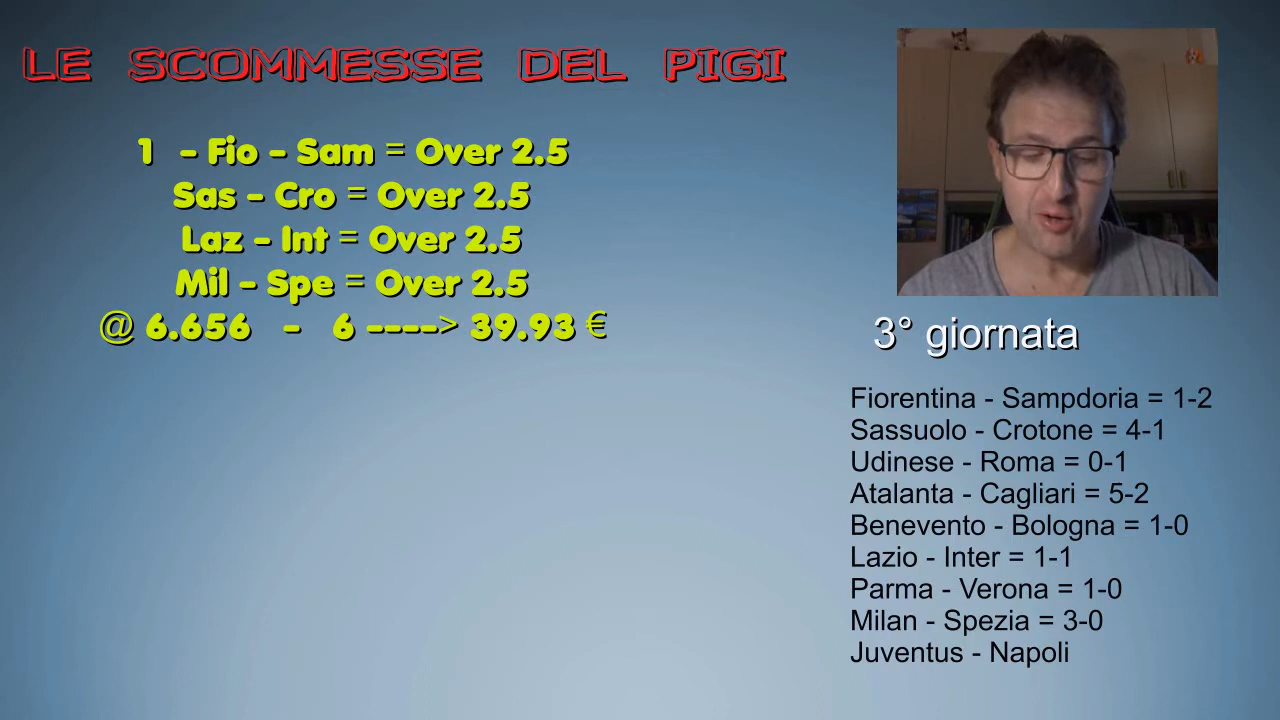 LE SCOMMESSE DEL PIGI
1 - Fio - Sam = Over 2.5
Sas - Cro = Over 2.5
Laz - Int = Over 2.5
Mil - Spe = Over 2.5
@ 6.656 - 6 ----> 39.93 €
3° giornata
Fiorentina - Sampdoria = 1-2
Sassuolo - Crotone = 4-1
Udinese - Roma = 0-1
Atalanta - Cagliari = 5-2
Benevento - Bologna = 1-0
Lazio - Inter = 1-1
Parma - Verona = 1-0
Milan - Spezia = 3-0
Juventus - Napoli